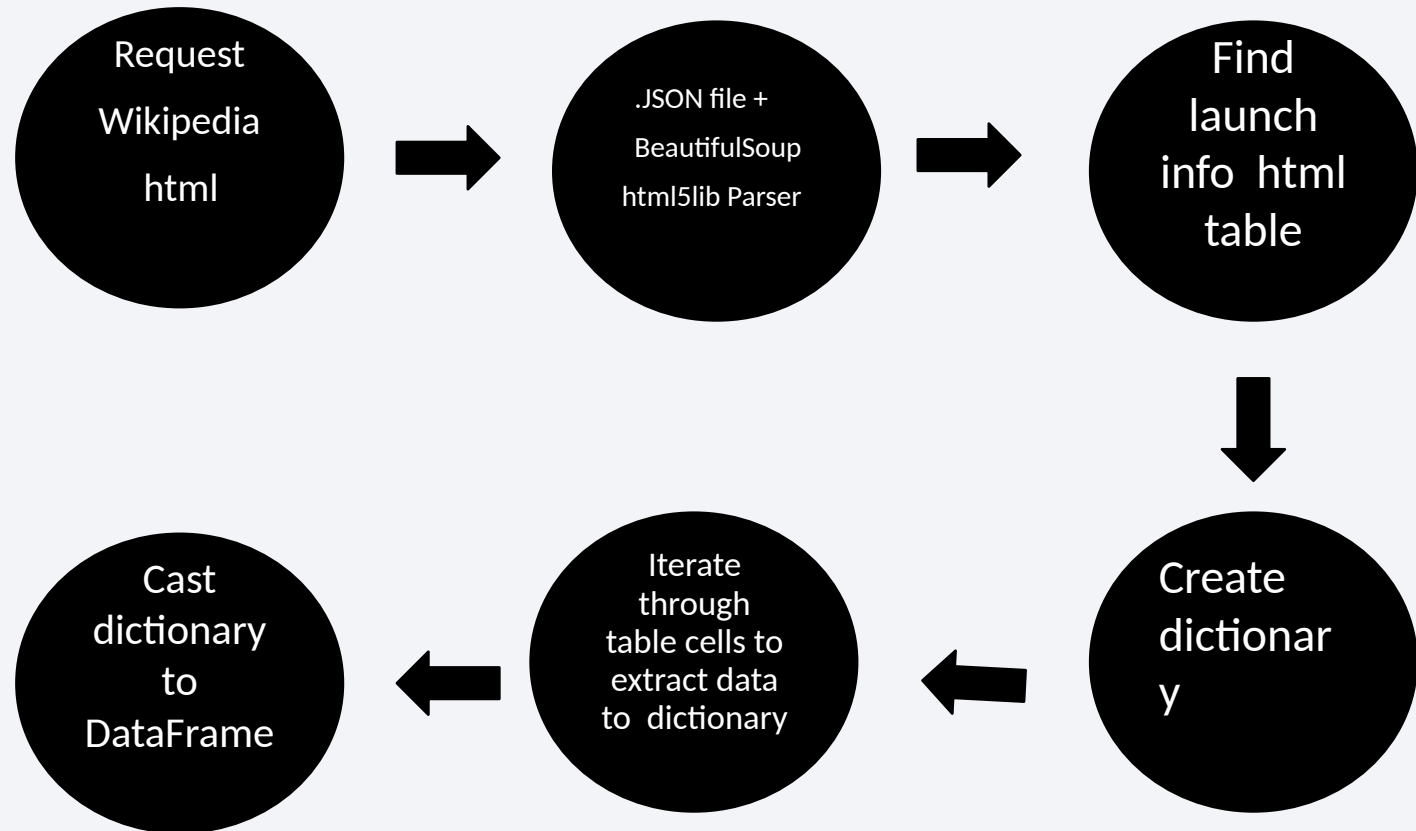 Request
Wikipedia
html
.JSON file +
BeautifulSoup
html5lib Parser
Find
launch
info html
table
Create
dictionar
y
Iterate
through
table cells to
extract data
to dictionary
Cast
dictionary
to
DataFrame